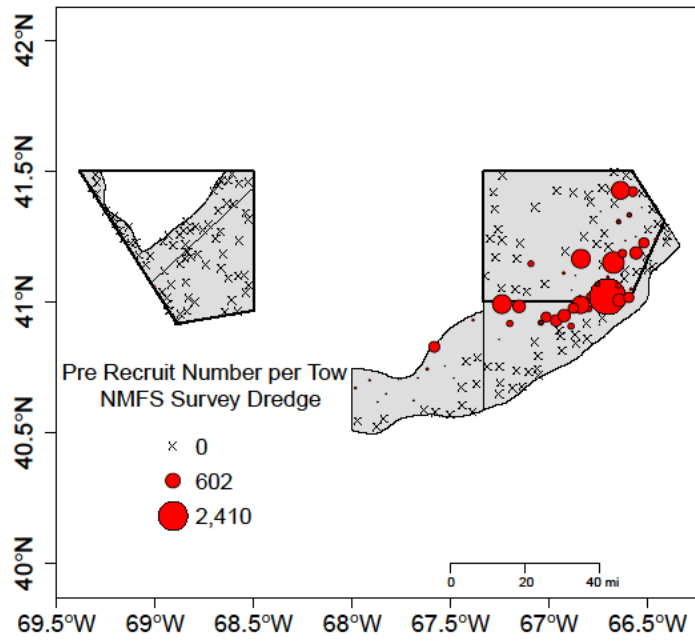 42°N
41.5°N
41°N
40.5°N
40°N
Pre Recruit Number per Tow
NMFS Survey Dredge
0
602
2,410
0 20 40 mi
69.5°W 69°W 68.5°W 68°W 67.5°W 67°W 66.5°W